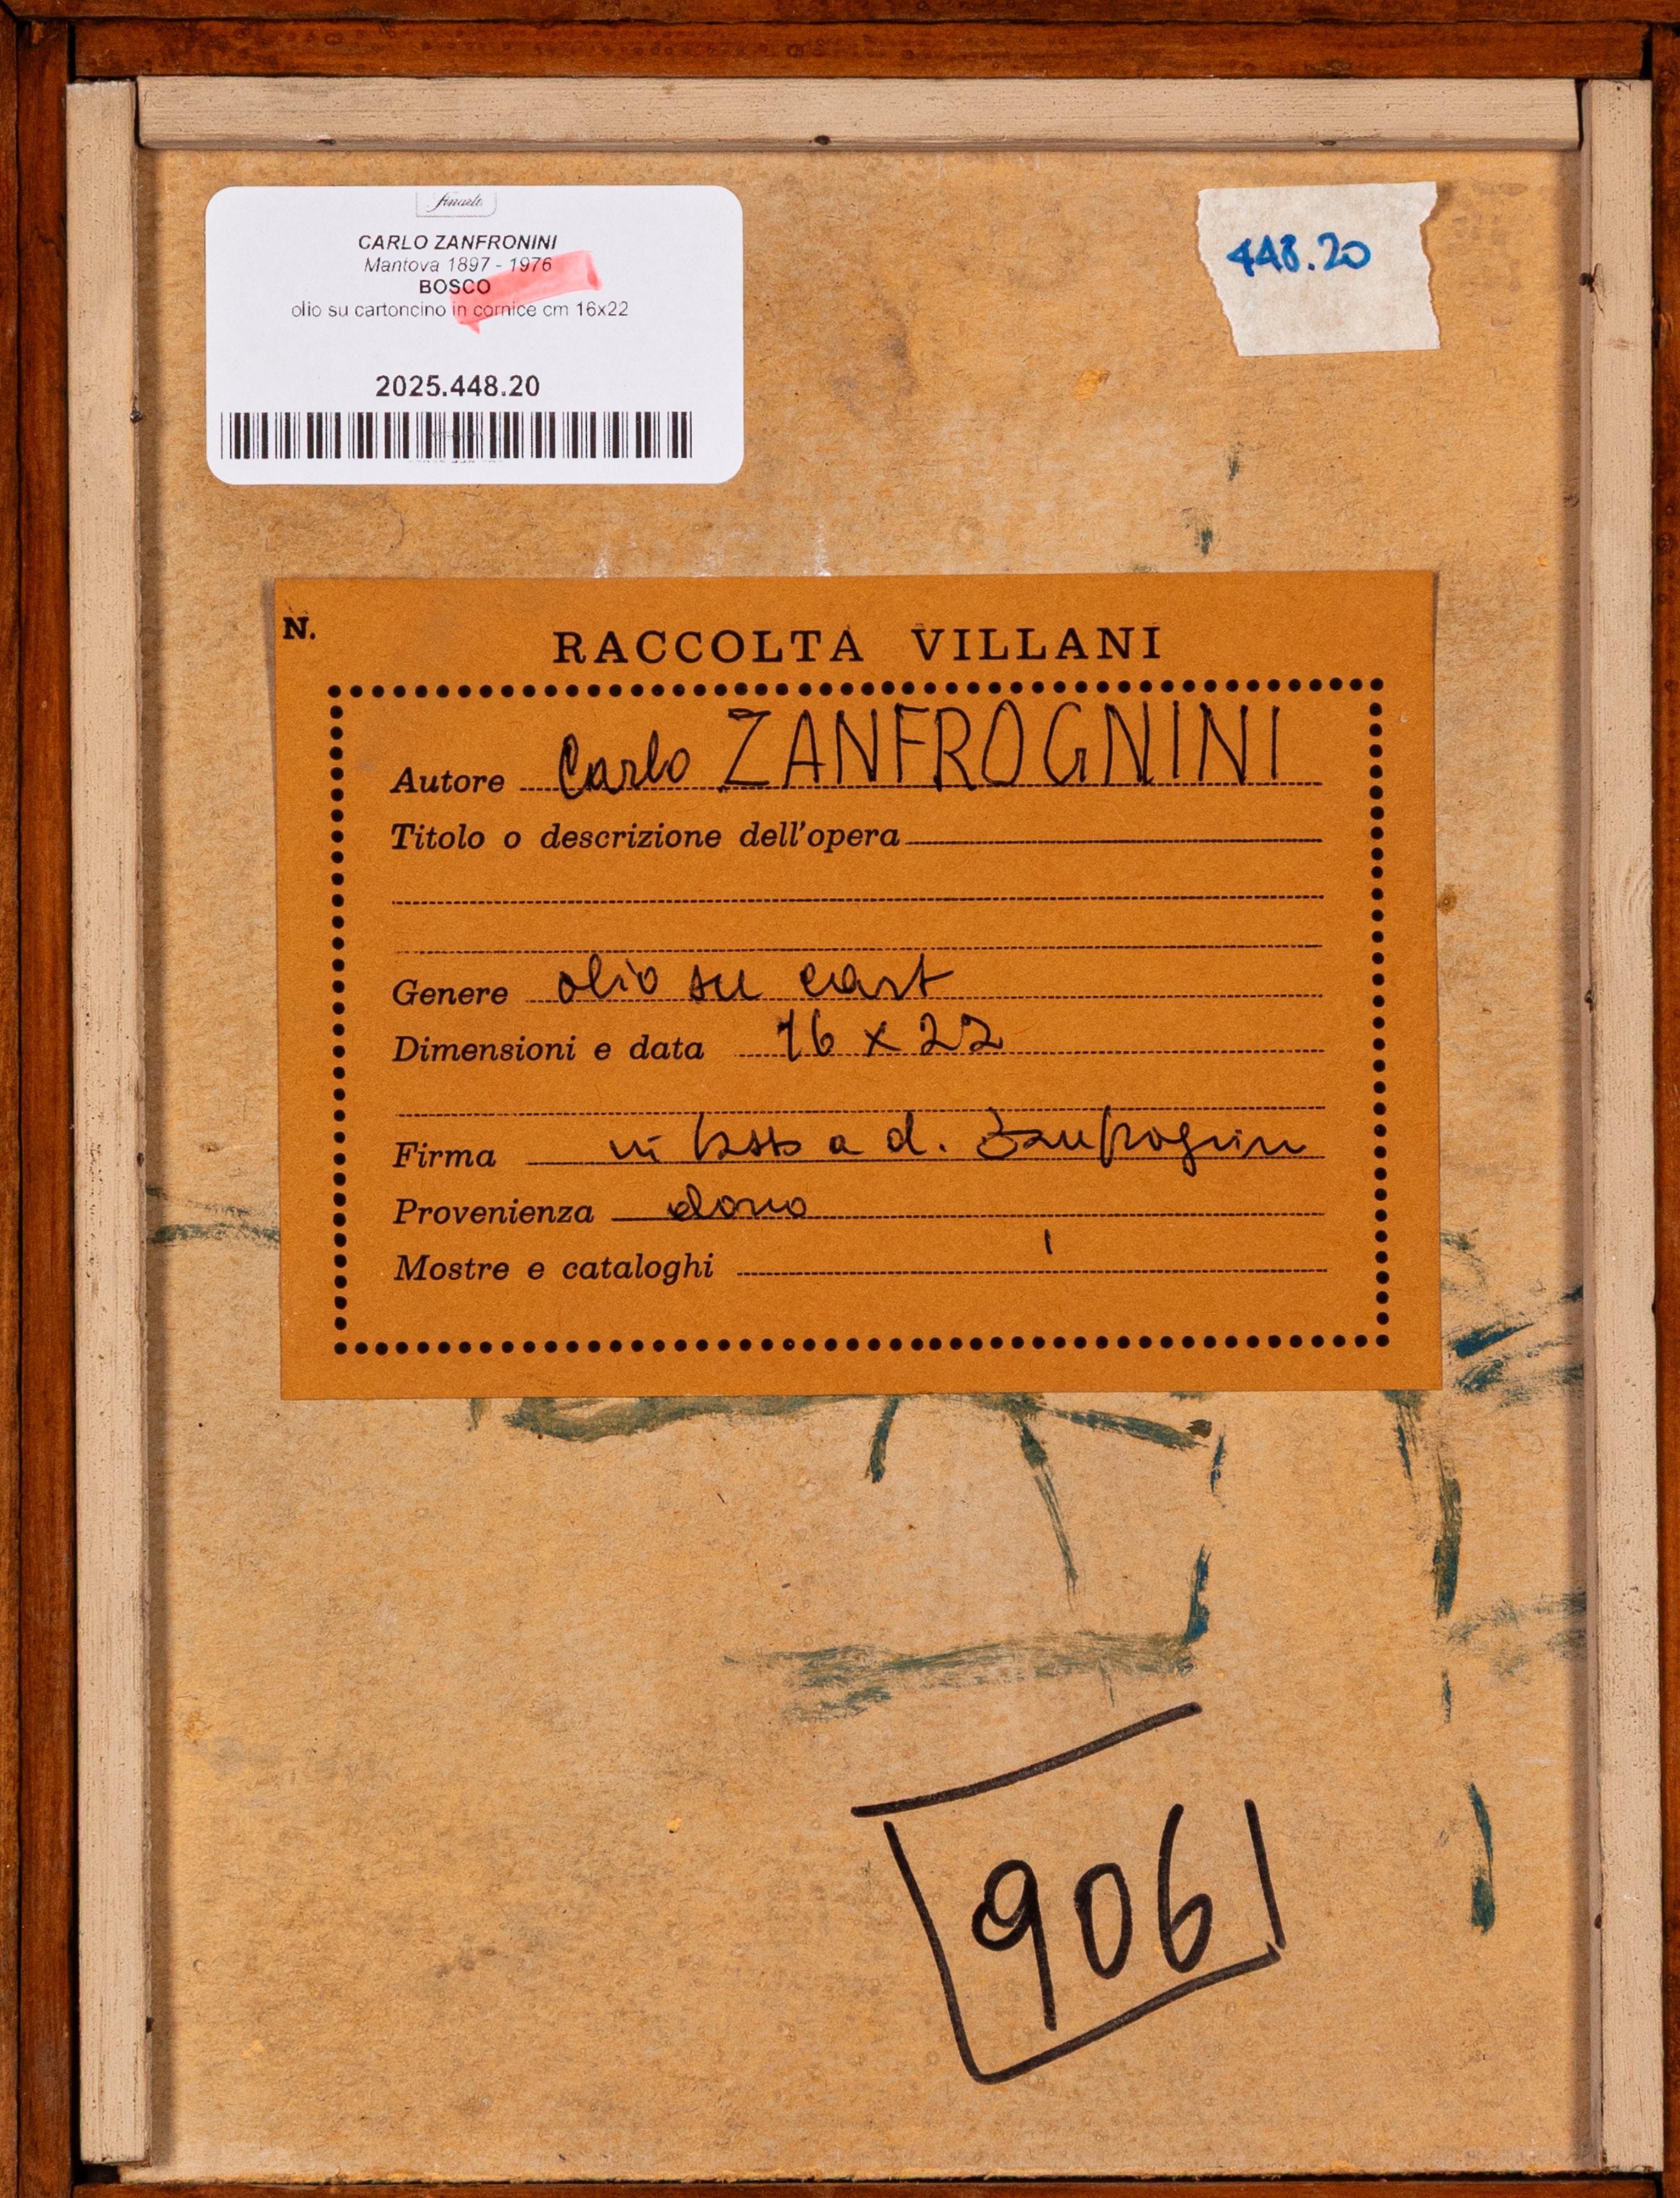 Finarte
CARLO ZANFRONINI
Mantova 1897 - 1976
BOSCO
olio su cartoncino in cornice cm 16x22
2025.448.20
448.20
N.
RACCOLTA VILLANI
Autore Carlo ZANFROGNINI
Titolo o descrizione dell'opera
Genere olio su cart
Dimensioni e data 16 x 22
Firma in basso a d. Zanfrognini
Provenienza dono
Mostre e cataloghi
906